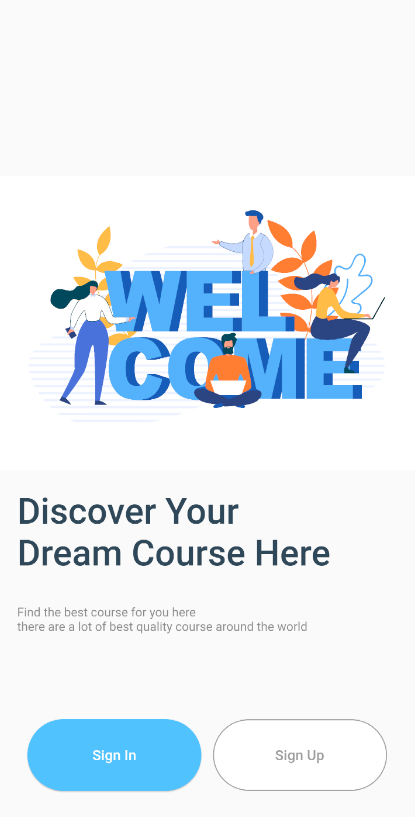 WEL
COME
Discover Your
Dream Course Here
Find the best course for you here
there are a lot of best quality course around the world
Sign In
Sign Up